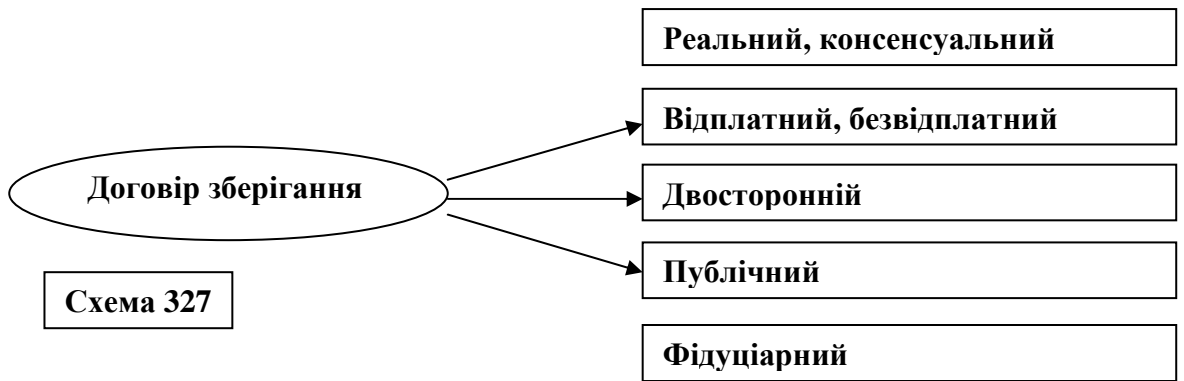 Реальний, консенсуальний
Відплатний, безвідплатний
Договір зберігання
Двосторонній
Публічний
Схема 327
Фідуціарний